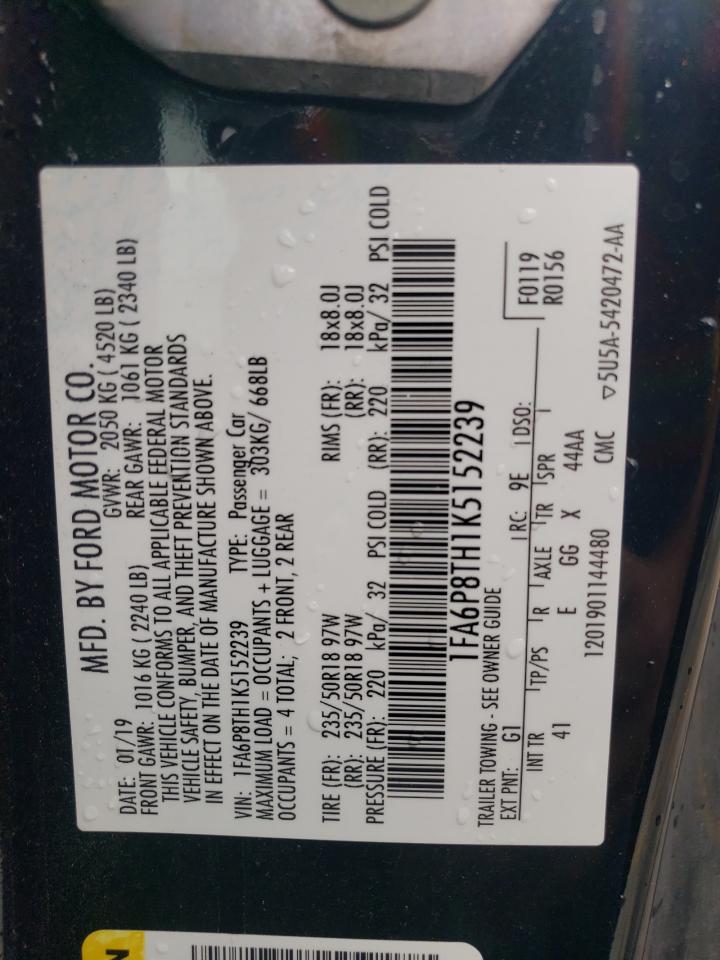 MFD. BY FORD MOTOR CO.
DATE: 01/19 GVWR: 2050 KG ( 4520 LB)
FRONT GAWR: 1016 KG ( 2240 LB) REAR GAWR: 1061 KG ( 2340 LB)
THIS VEHICLE CONFORMS TO ALL APPLICABLE FEDERAL MOTOR
VEHICLE SAFETY, BUMPER, AND THEFT PREVENTION STANDARDS
IN EFFECT ON THE DATE OF MANUFACTURE SHOWN ABOVE.
VIN: 1FA6P8TH1K5152239 TYPE: Passenger Car
MAXIMUM LOAD = OCCUPANTS + LUGGAGE = 303KG/ 668LB
OCCUPANTS = 4 TOTAL; 2 FRONT, 2 REAR
TIRE (FR): 235/50R18 97W RIMS (FR): 18x8.0J
(RR): 235/50R18 97W (RR): 18x8.0J
PRESSURE (FR): 220 kPa/ 32 PSI COLD (RR): 220 kPa/ 32 PSI COLD
1FA6P8TH1K5152239
TRAILER TOWING - SEE OWNER GUIDE F0119
EXT PNT: G1 RC: 9E DSO: R0156
INT TR TP/PS R AXLE TR SPR
41 E GG X 44AA
1201901144480 CMC ▽5U5A-5420472-AA
N